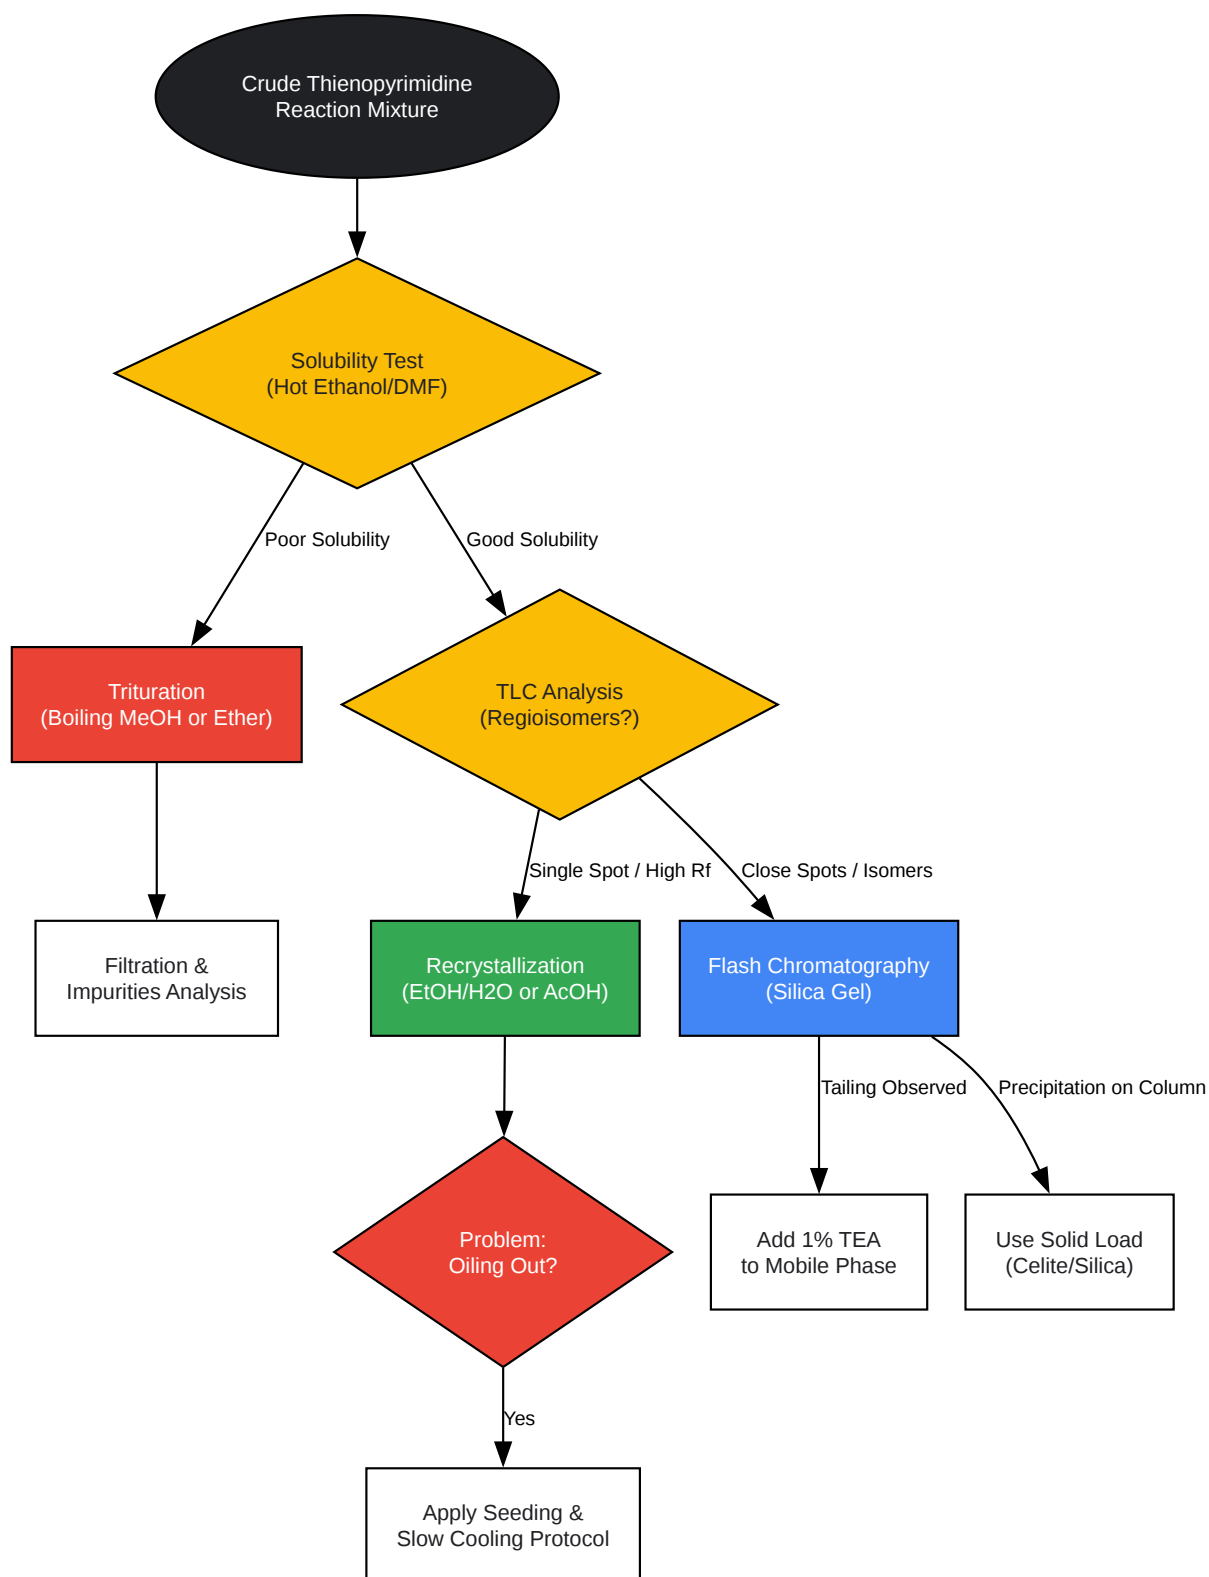 Crude Thienopyrimidine
Reaction Mixture
Solubility Test
(Hot Ethanol/DMF)
Poor Solubility
Good Solubility
Trituration
(Boiling MeOH or Ether)
TLC Analysis
(Regioisomers?)
Single Spot / High Rf
Close Spots / Isomers
Filtration &
Impurities Analysis
Recrystallization
(EtOH/H2O or AcOH)
Flash Chromatography
(Silica Gel)
Tailing Observed
Precipitation on Column
Problem:
Oiling Out?
Add 1% TEA
to Mobile Phase
Use Solid Load
(Celite/Silica)
Yes
Apply Seeding &
Slow Cooling Protocol